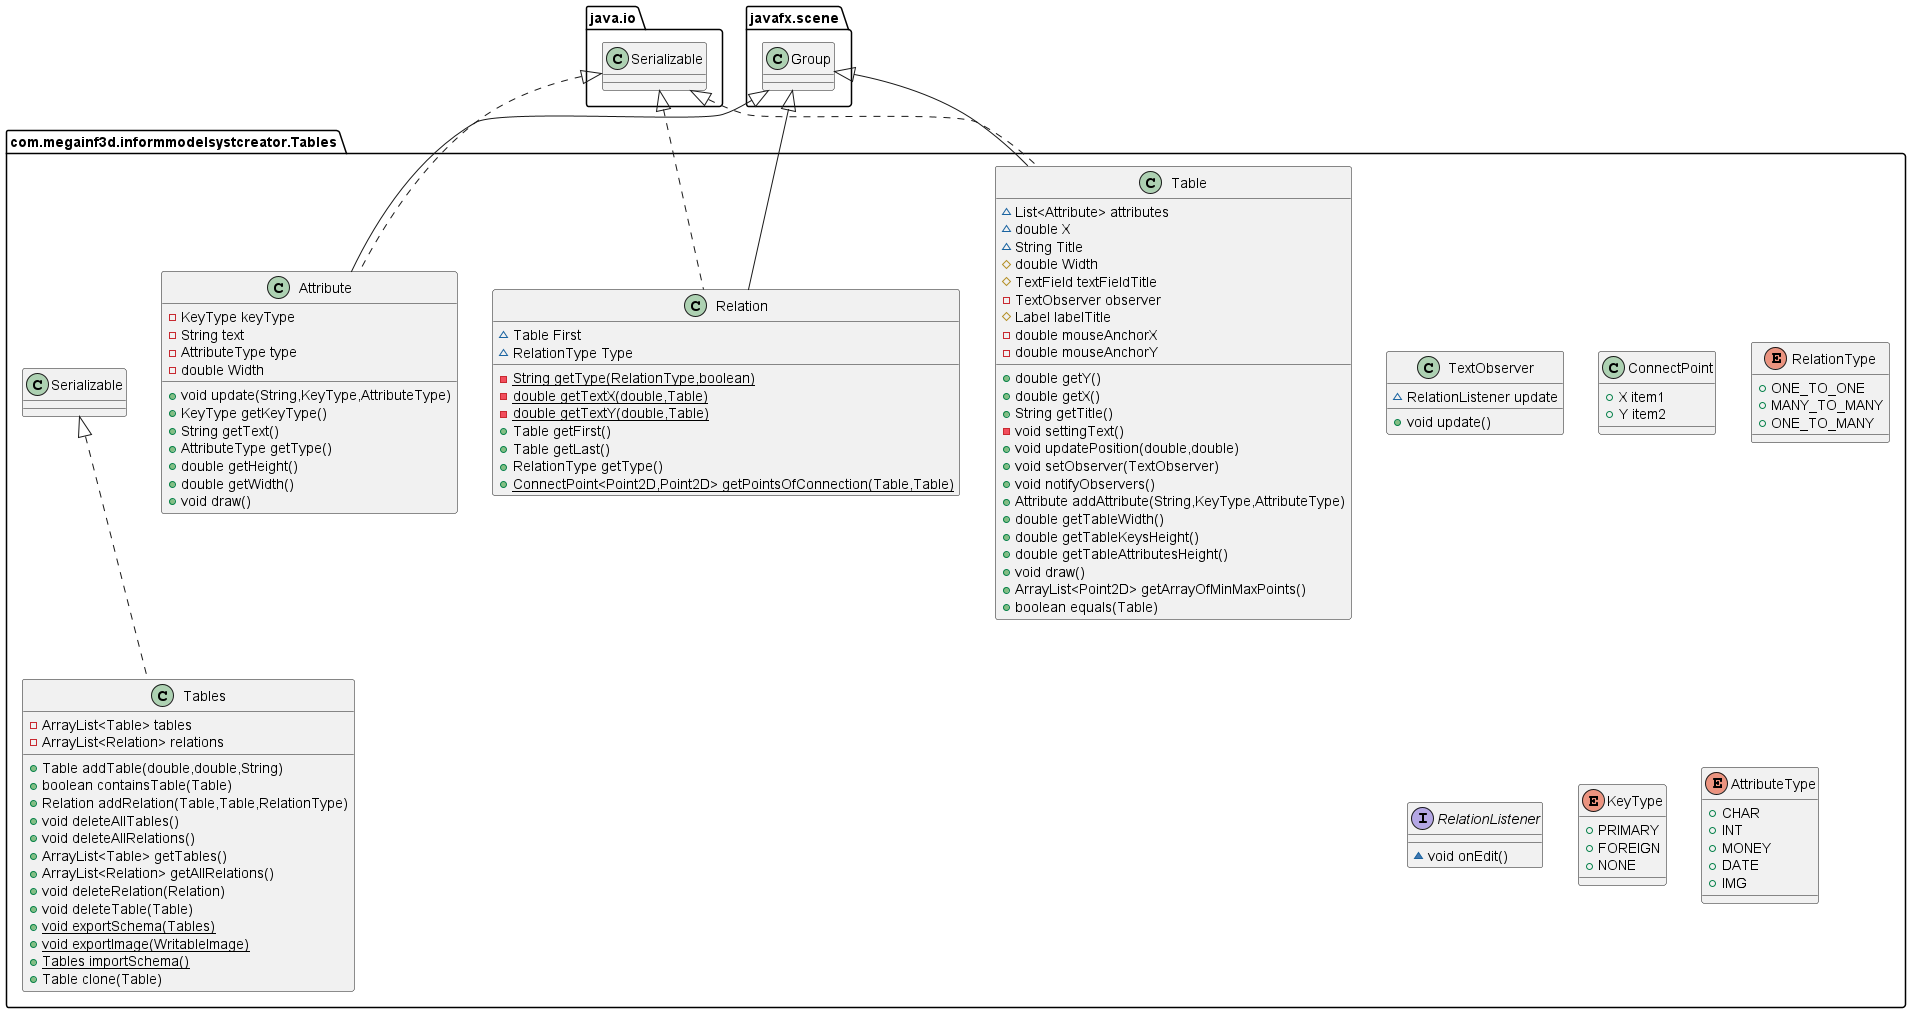 java.io
C Serializable
javafx.scene
C Group
com.megainf3d.informmodelsystcreator.Tables
C Attribute
KeyType keyType
String text
AttributeType type
double Width
void update(String,KeyType,AttributeType)
KeyType getKeyType()
String getText()
AttributeType getType()
double getHeight()
double getWidth()
void draw()
C Relation
Table First
RelationType Type
String getType(RelationType,boolean)
double getTextX(double,Table)
double getTextY(double,Table)
Table getFirst()
Table getLast()
RelationType getType()
ConnectPoint<Point2D,Point2D> getPointsOfConnection(Table,Table)
C Table
List<Attribute> attributes
double X
String Title
double Width
TextField textFieldTitle
TextObserver observer
Label labelTitle
double mouseAnchorX
double mouseAnchorY
double getY()
double getX()
String getTitle()
void settingText()
void updatePosition(double,double)
void setObserver(TextObserver)
void notifyObservers()
Attribute addAttribute(String,KeyType,AttributeType)
double getTableWidth()
double getTableKeysHeight()
double getTableAttributesHeight()
void draw()
ArrayList<Point2D> getArrayOfMinMaxPoints()
boolean equals(Table)
C TextObserver
RelationListener update
void update()
C ConnectPoint
X item1
Y item2
E RelationType
ONE_TO_ONE
MANY_TO_MANY
ONE_TO_MANY
C Serializable
C Tables
ArrayList<Table> tables
ArrayList<Relation> relations
Table addTable(double,double,String)
boolean containsTable(Table)
Relation addRelation(Table,Table,RelationType)
void deleteAllTables()
void deleteAllRelations()
ArrayList<Table> getTables()
ArrayList<Relation> getAllRelations()
void deleteRelation(Relation)
void deleteTable(Table)
void exportSchema(Tables)
void exportImage(WritableImage)
Tables importSchema()
Table clone(Table)
I RelationListener
void onEdit()
E KeyType
PRIMARY
FOREIGN
NONE
E AttributeType
CHAR
INT
MONEY
DATE
IMG